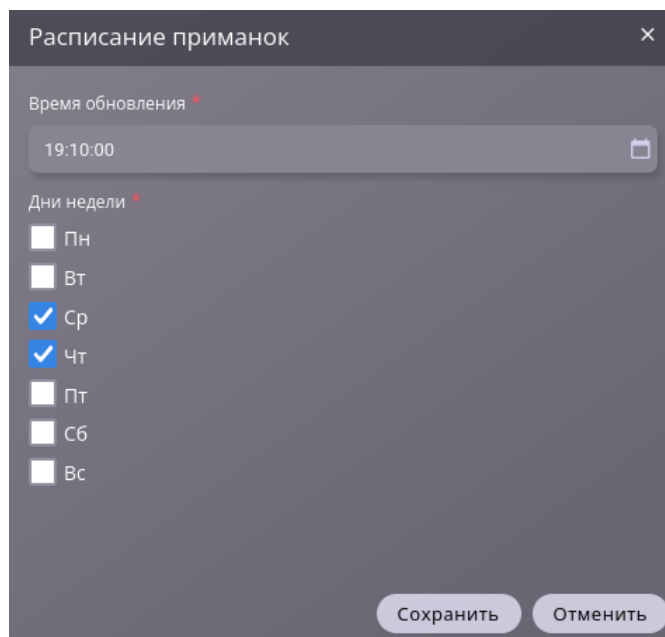 Расписание приманок
Время обновления *
19:10:00
Дни недели *
Пн
Вт
Ср
Чт
Пт
Сб
Вс
Сохранить
Отменить